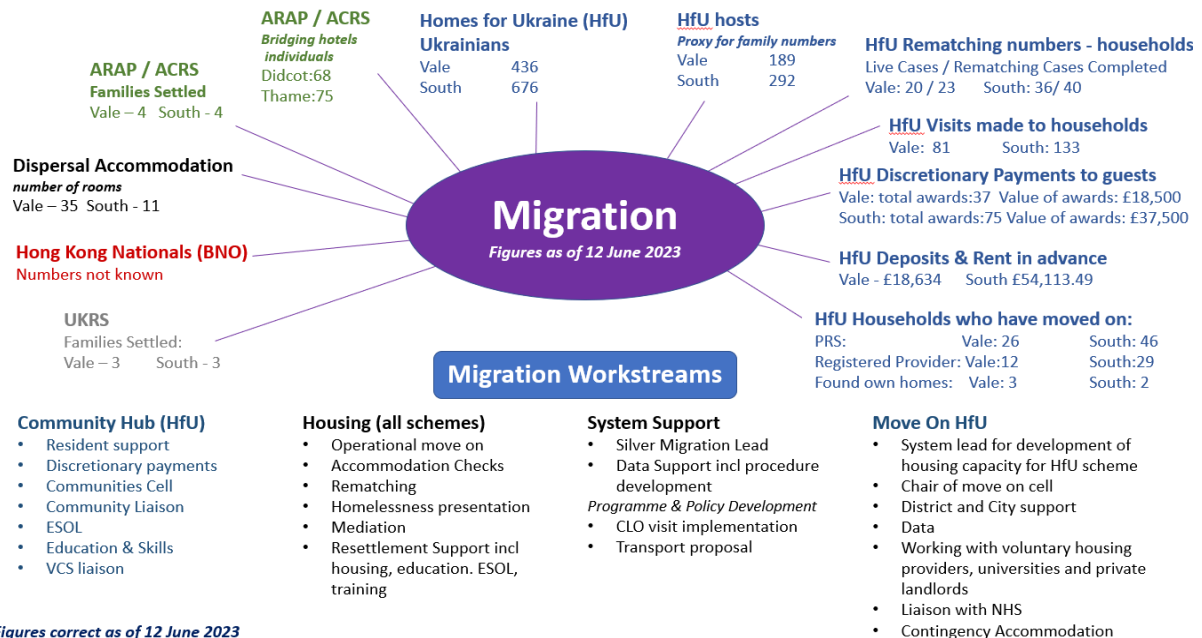 ARAP / ACRS
Bridging hotels
individuals
Didcot:68
Thame:75
Homes for Ukraine (HfU)
Ukrainians
Vale 436
South 676
HfU hosts
Proxy for family numbers
Vale 189
South 292
HfU Rematching numbers - households
Live Cases / Rematching Cases Completed
Vale: 20 / 23 South: 36/ 40
ARAP / ACRS
Families Settled
Vale – 4 South - 4
HfU Visits made to households
Vale: 81 South: 133
Dispersal Accommodation
number of rooms
Vale – 35 South - 11
HfU Discretionary Payments to guests
Vale: total awards:37 Value of awards: £18,500
South: total awards:75 Value of awards: £37,500
Migration
Figures as of 12 June 2023
Hong Kong Nationals (BNO)
Numbers not known
HfU Deposits & Rent in advance
Vale - £18,634 South £54,113.49
UKRS
Families Settled:
Vale – 3 South - 3
HfU Households who have moved on:
PRS: Vale: 26 South: 46
Registered Provider: Vale:12 South:29
Found own homes: Vale: 3 South: 2
Migration Workstreams
Community Hub (HfU)
• Resident support
• Discretionary payments
• Communities Cell
• Community Liaison
• ESOL
• Education & Skills
• VCS liaison
Housing (all schemes)
• Operational move on
• Accommodation Checks
• Rematching
• Homelessness presentation
• Mediation
• Resettlement Support incl
housing, education. ESOL,
training
System Support
• Silver Migration Lead
• Data Support incl procedure
development
Programme & Policy Development
• CLO visit implementation
• Transport proposal
Move On HfU
• System lead for development of
housing capacity for HfU scheme
• Chair of move on cell
• District and City support
• Data
• Working with voluntary housing
providers, universities and private
landlords
• Liaison with NHS
• Contingency Accommodation
Figures correct as of 12 June 2023